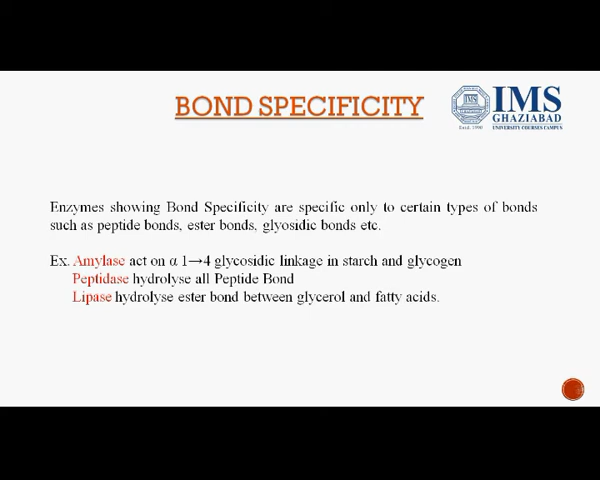 BOND SPECIFICITY
IMS
GHAZIABAD
Estd. 1990
UNIVERSITY COURSES CAMPUS
Enzymes showing Bond Specificity are specific only to certain types of bonds
such as peptide bonds, ester bonds, glyosidic bonds etc.
Ex. Amylase act on α 1→4 glycosidic linkage in starch and glycogen
Peptidase hydrolyse all Peptide Bond
Lipase hydrolyse ester bond between glycerol and fatty acids.